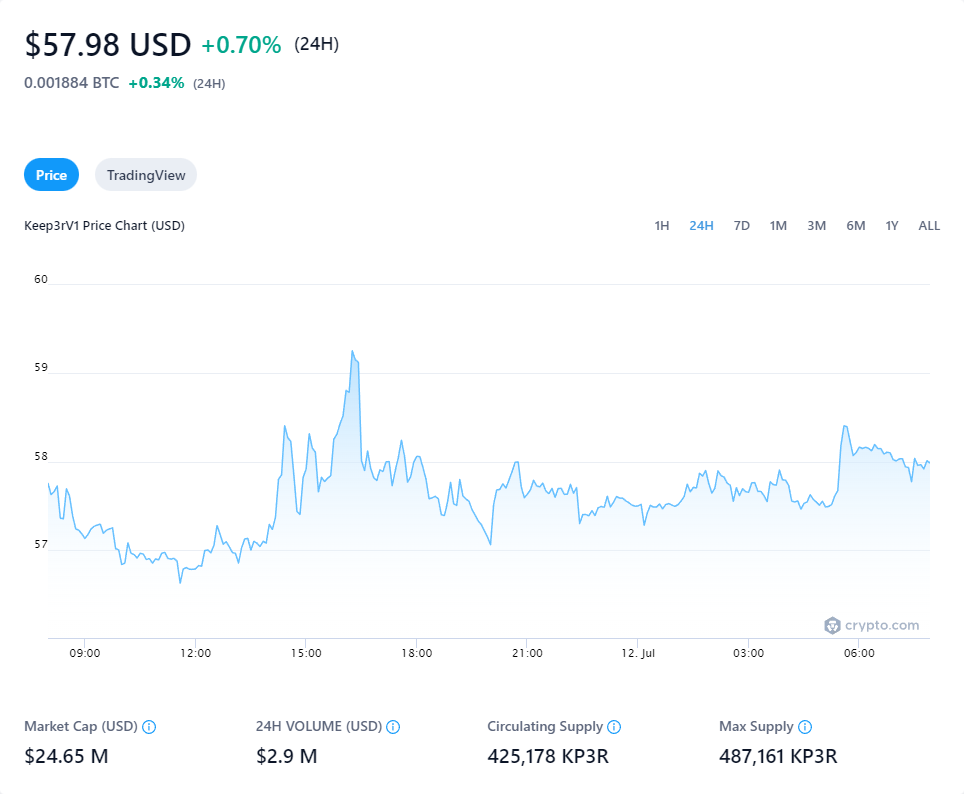 $57.98 USD +0.70% (24H)
0.001884 BTC +0.34% (24H)
Price TradingView
Keep3rV1 Price Chart (USD) 1H 24H 7D 1M 3M 6M 1Y ALL
60
59
58
57
crypto.com
09:00 12:00 15:00 18:00 21:00 12. Jul 03:00 06:00
Market Cap (USD) 24H VOLUME (USD) Circulating Supply Max Supply
$24.65 M $2.9 M 425,178 KP3R 487,161 KP3R